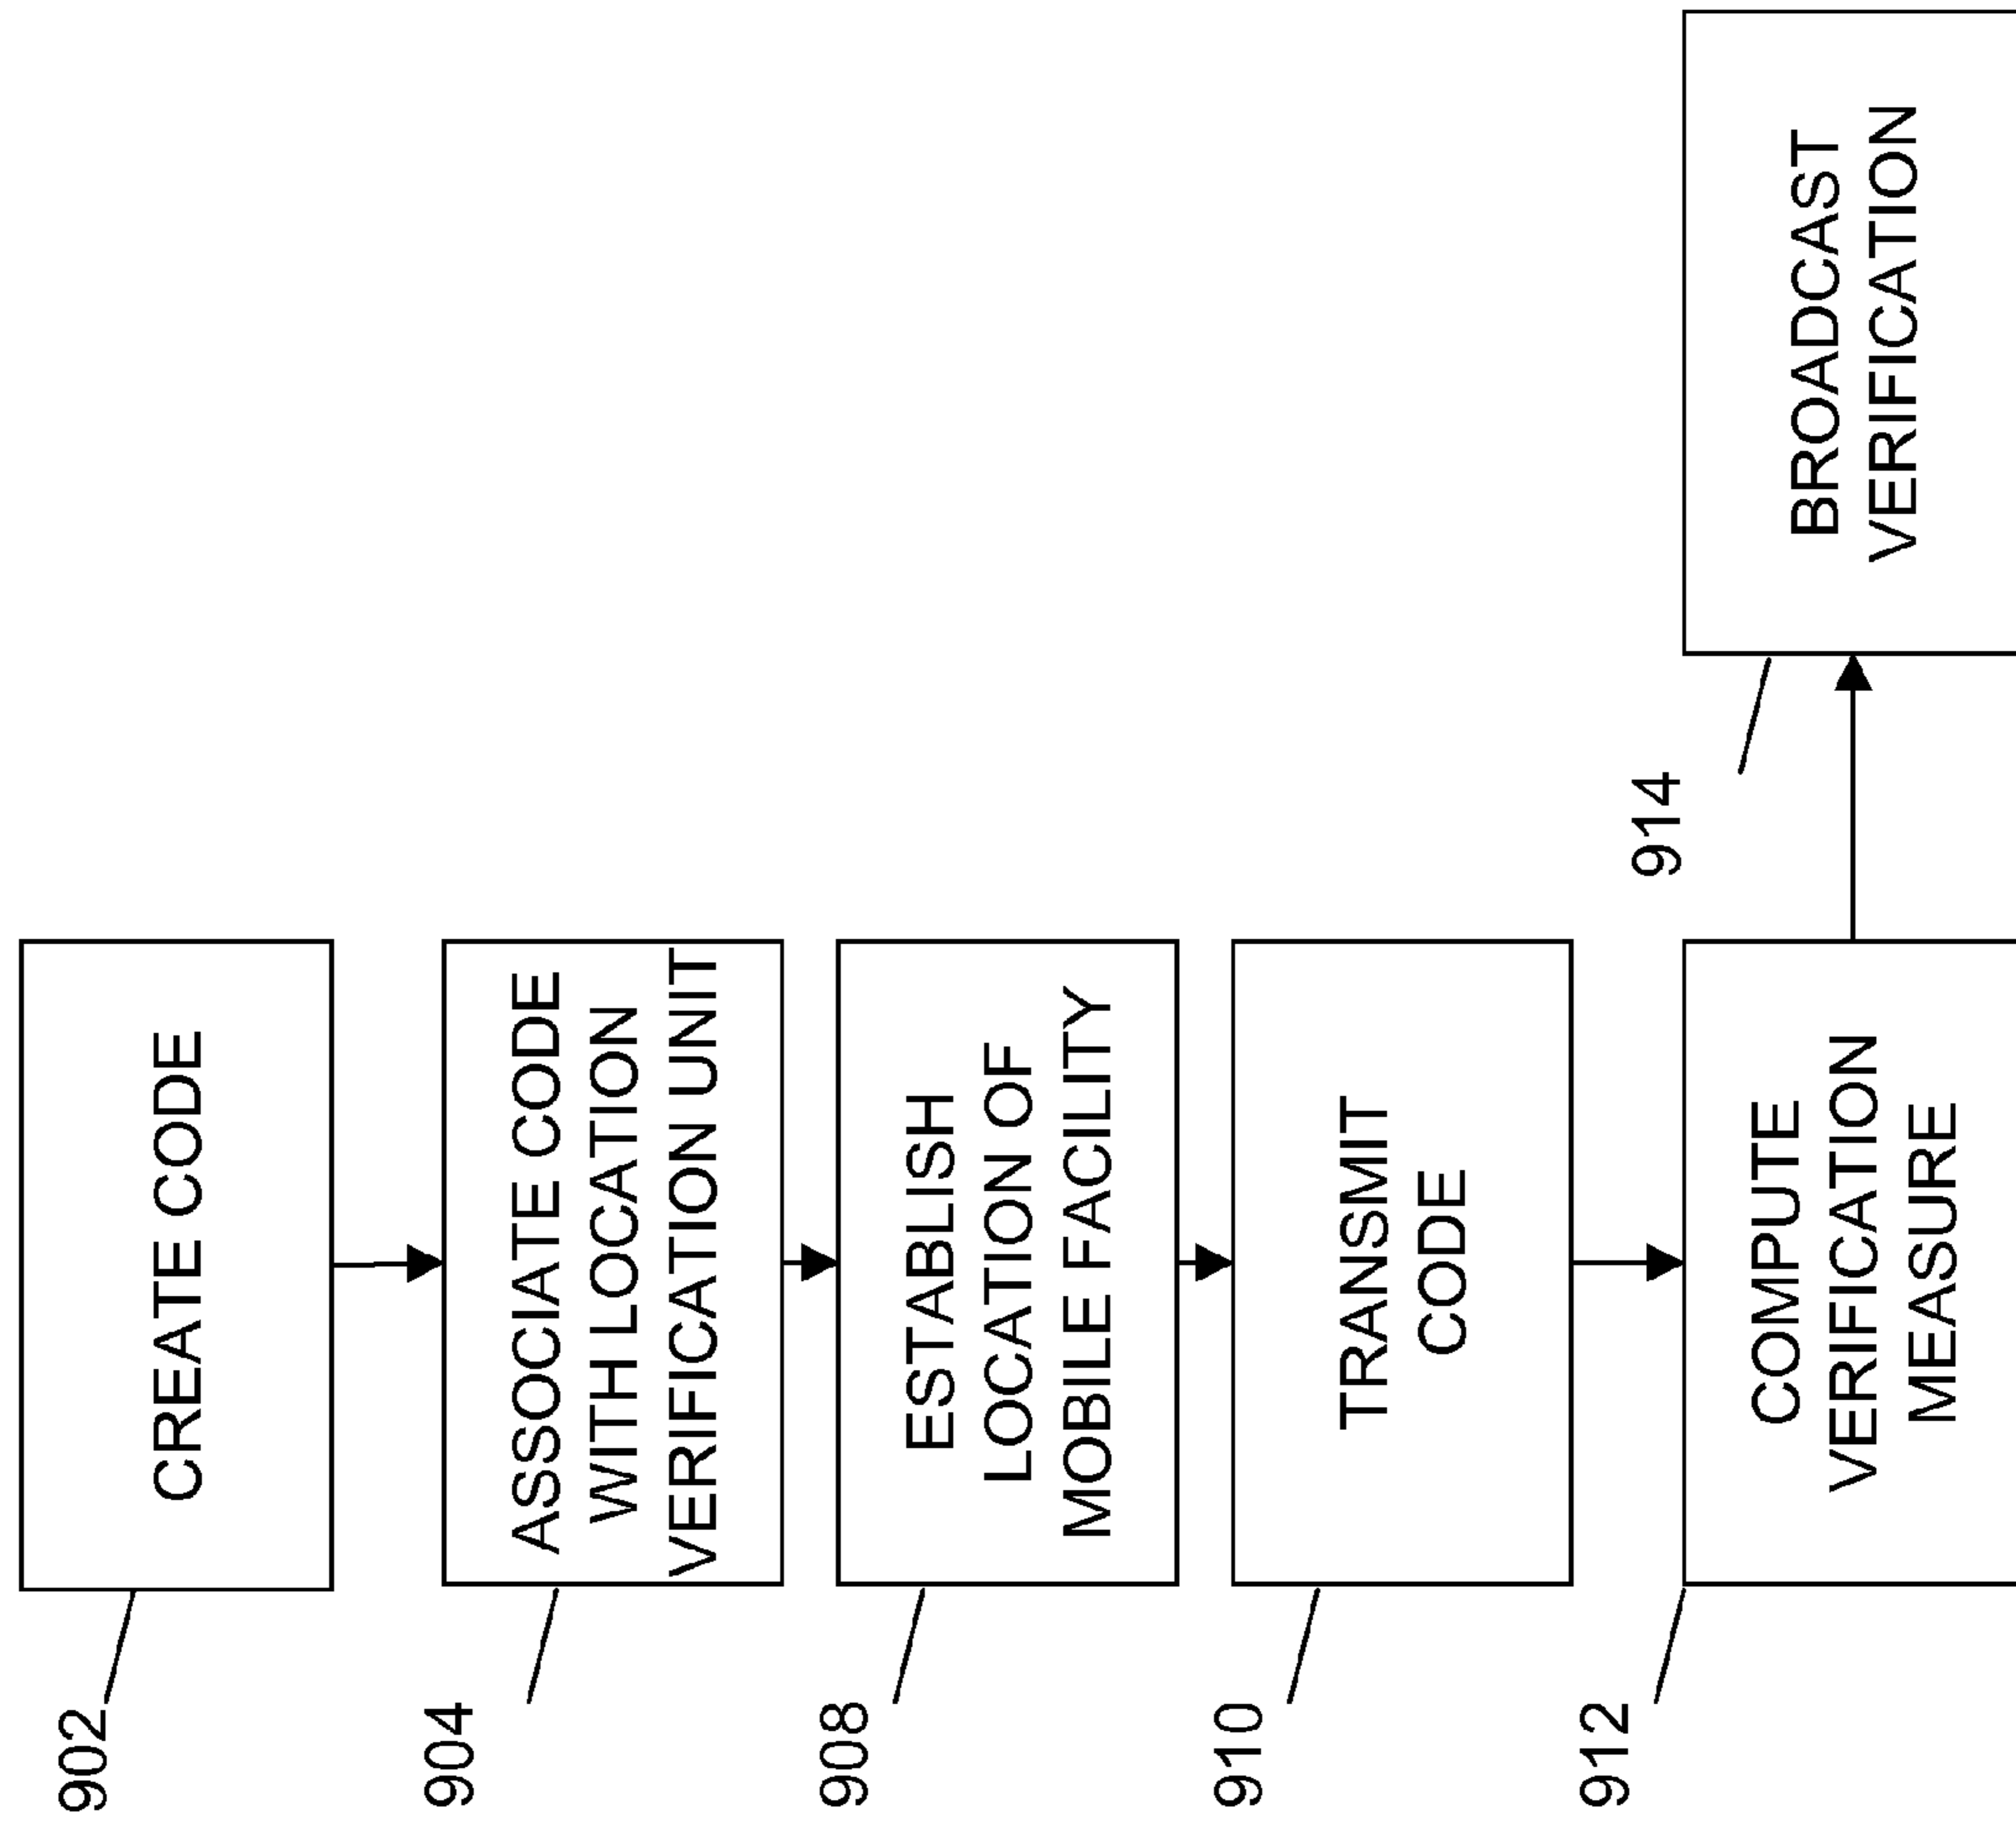 902
CREATE CODE
904
ASSOCIATE CODE
WITH LOCATION
VERIFICATION UNIT
908
ESTABLISH
LOCATION OF
MOBILE FACILITY
910
TRANSMIT
CODE
912
COMPUTE
VERIFICATION
MEASURE
914
BROADCAST
VERIFICATION